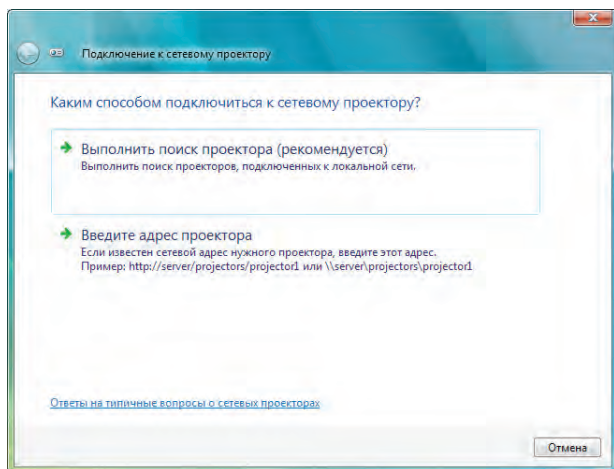 Подключение к сетевому проектору
Каким способом подключиться к сетевому проектору?
Выполнить поиск проектора (рекомендуется)
Выполнить поиск проекторов, подключенных к локальной сети.
Введите адрес проектора
Если известен сетевой адрес нужного проектора, введите этот адрес.
Пример: http://server/projectors/projector1 или \\server\projectors\projector1
Ответы на типичные вопросы о сетевых проекторах
Отмена